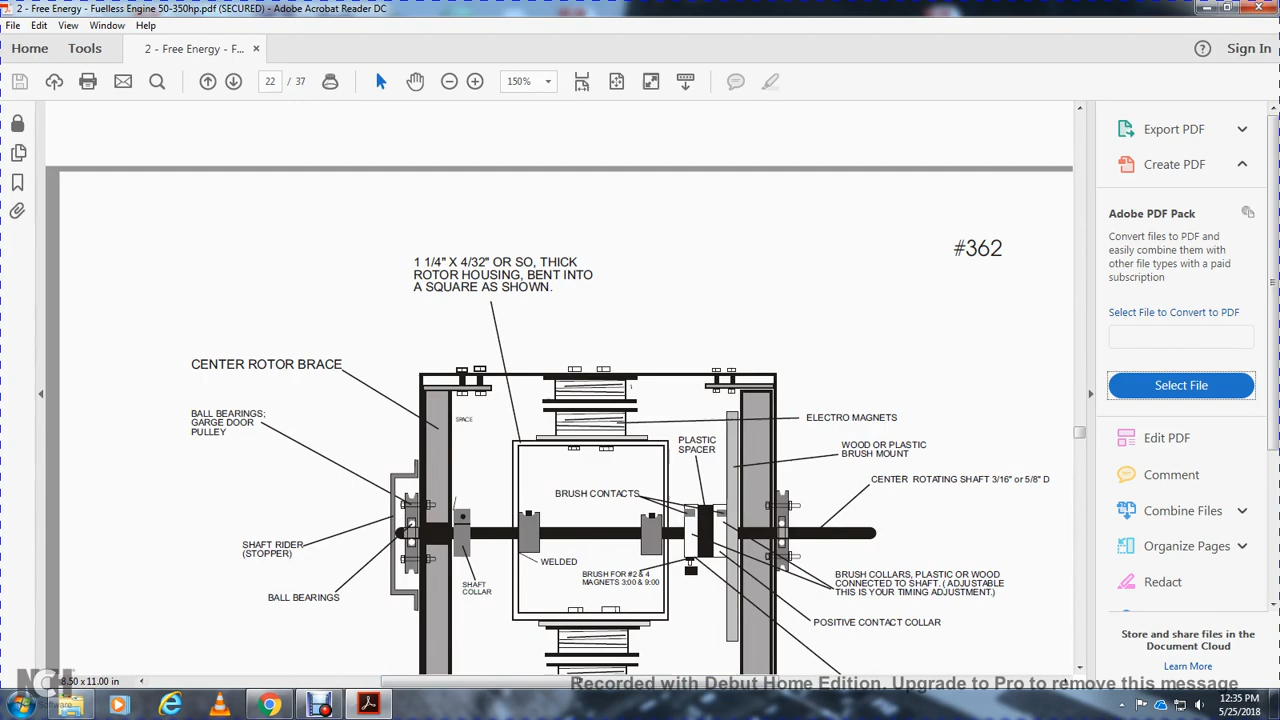 2 - Free Energy - Fueless Engine 50-350hp.pdf (SECURED) - Adobe Acrobat Reader DC
File Edit View Window Help
Home Tools 2 - Free Energy - F... Sign In
22 / 37 150%
Export PDF
Create PDF
Adobe PDF Pack
Convert files to PDF and
easily combine them with
other file types with a paid
subscription
Select File to Convert to PDF
Select File
Edit PDF
Comment
Combine Files
Organize Pages
Redact
Store and share files in the
Document Cloud
Learn More
#362
1 1/4" X 4/32" OR SO, THICK
ROTOR HOUSING, BENT INTO
A SQUARE AS SHOWN.
CENTER ROTOR BRACE
BALL BEARINGS;
GARGE DOOR
PULLEY
SPACE
ELECTRO MAGNETS
PLASTIC
SPACER
WOOD OR PLASTIC
BRUSH MOUNT
CENTER ROTATING SHAFT 3/16" or 5/8" D
BRUSH CONTACTS
SHAFT RIDER
(STOPPER)
WELDED
BRUSH FOR #2 & 4
MAGNETS 3:00 & 9:00
SHAFT
COLLAR
BALL BEARINGS
BRUSH COLLARS, PLASTIC OR WOOD
CONNECTED TO SHAFT. ( ADJUSTABLE
THIS IS YOUR TIMING ADJUSTMENT.)
POSITIVE CONTACT COLLAR
8.50 x 11.00 in
NCH Software
Recorded with Debut Home Edition. Upgrade to Pro to remove this message
12:35 PM
5/25/2018